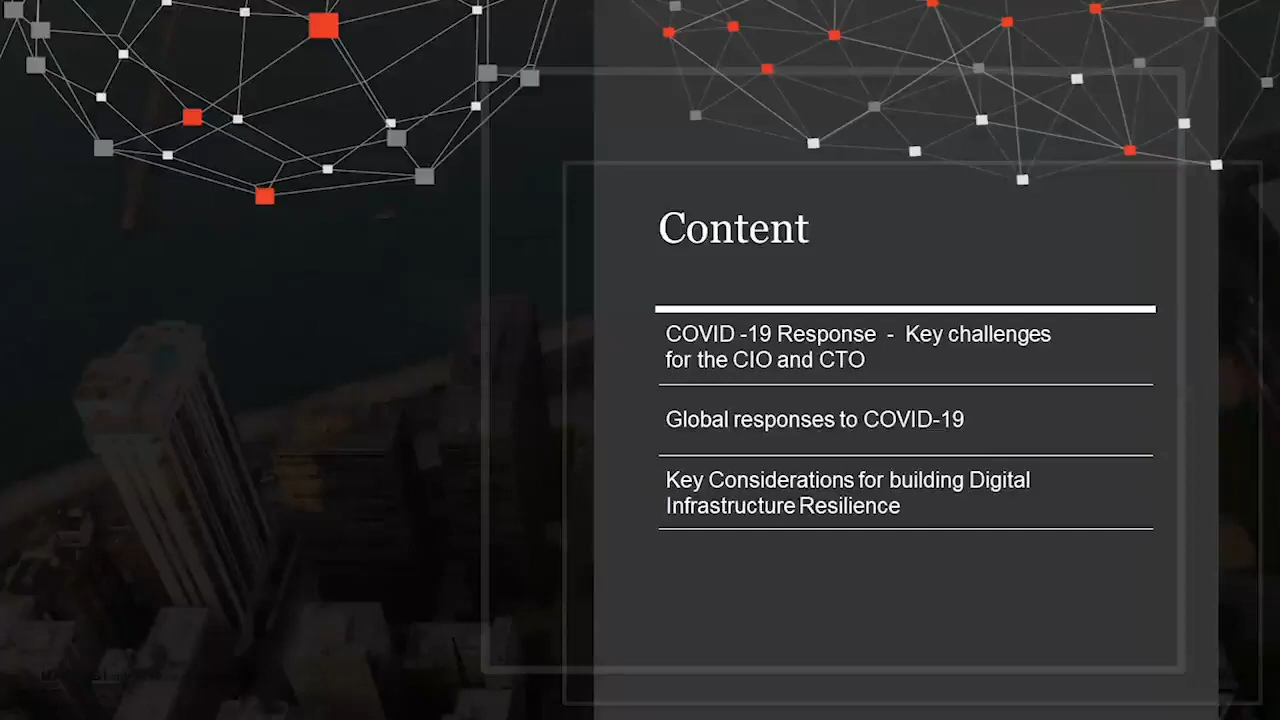 Content
COVID -19 Response - Key challenges
for the CIO and CTO
Global responses to COVID-19
Key Considerations for building Digital
Infrastructure Resilience